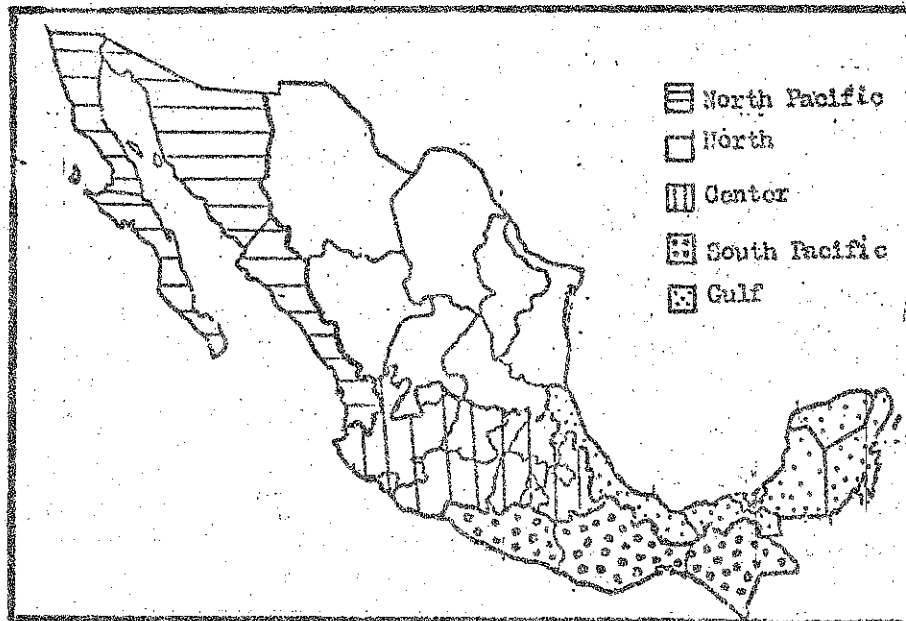 North Pacific
North
Center
South Pacific
Gulf